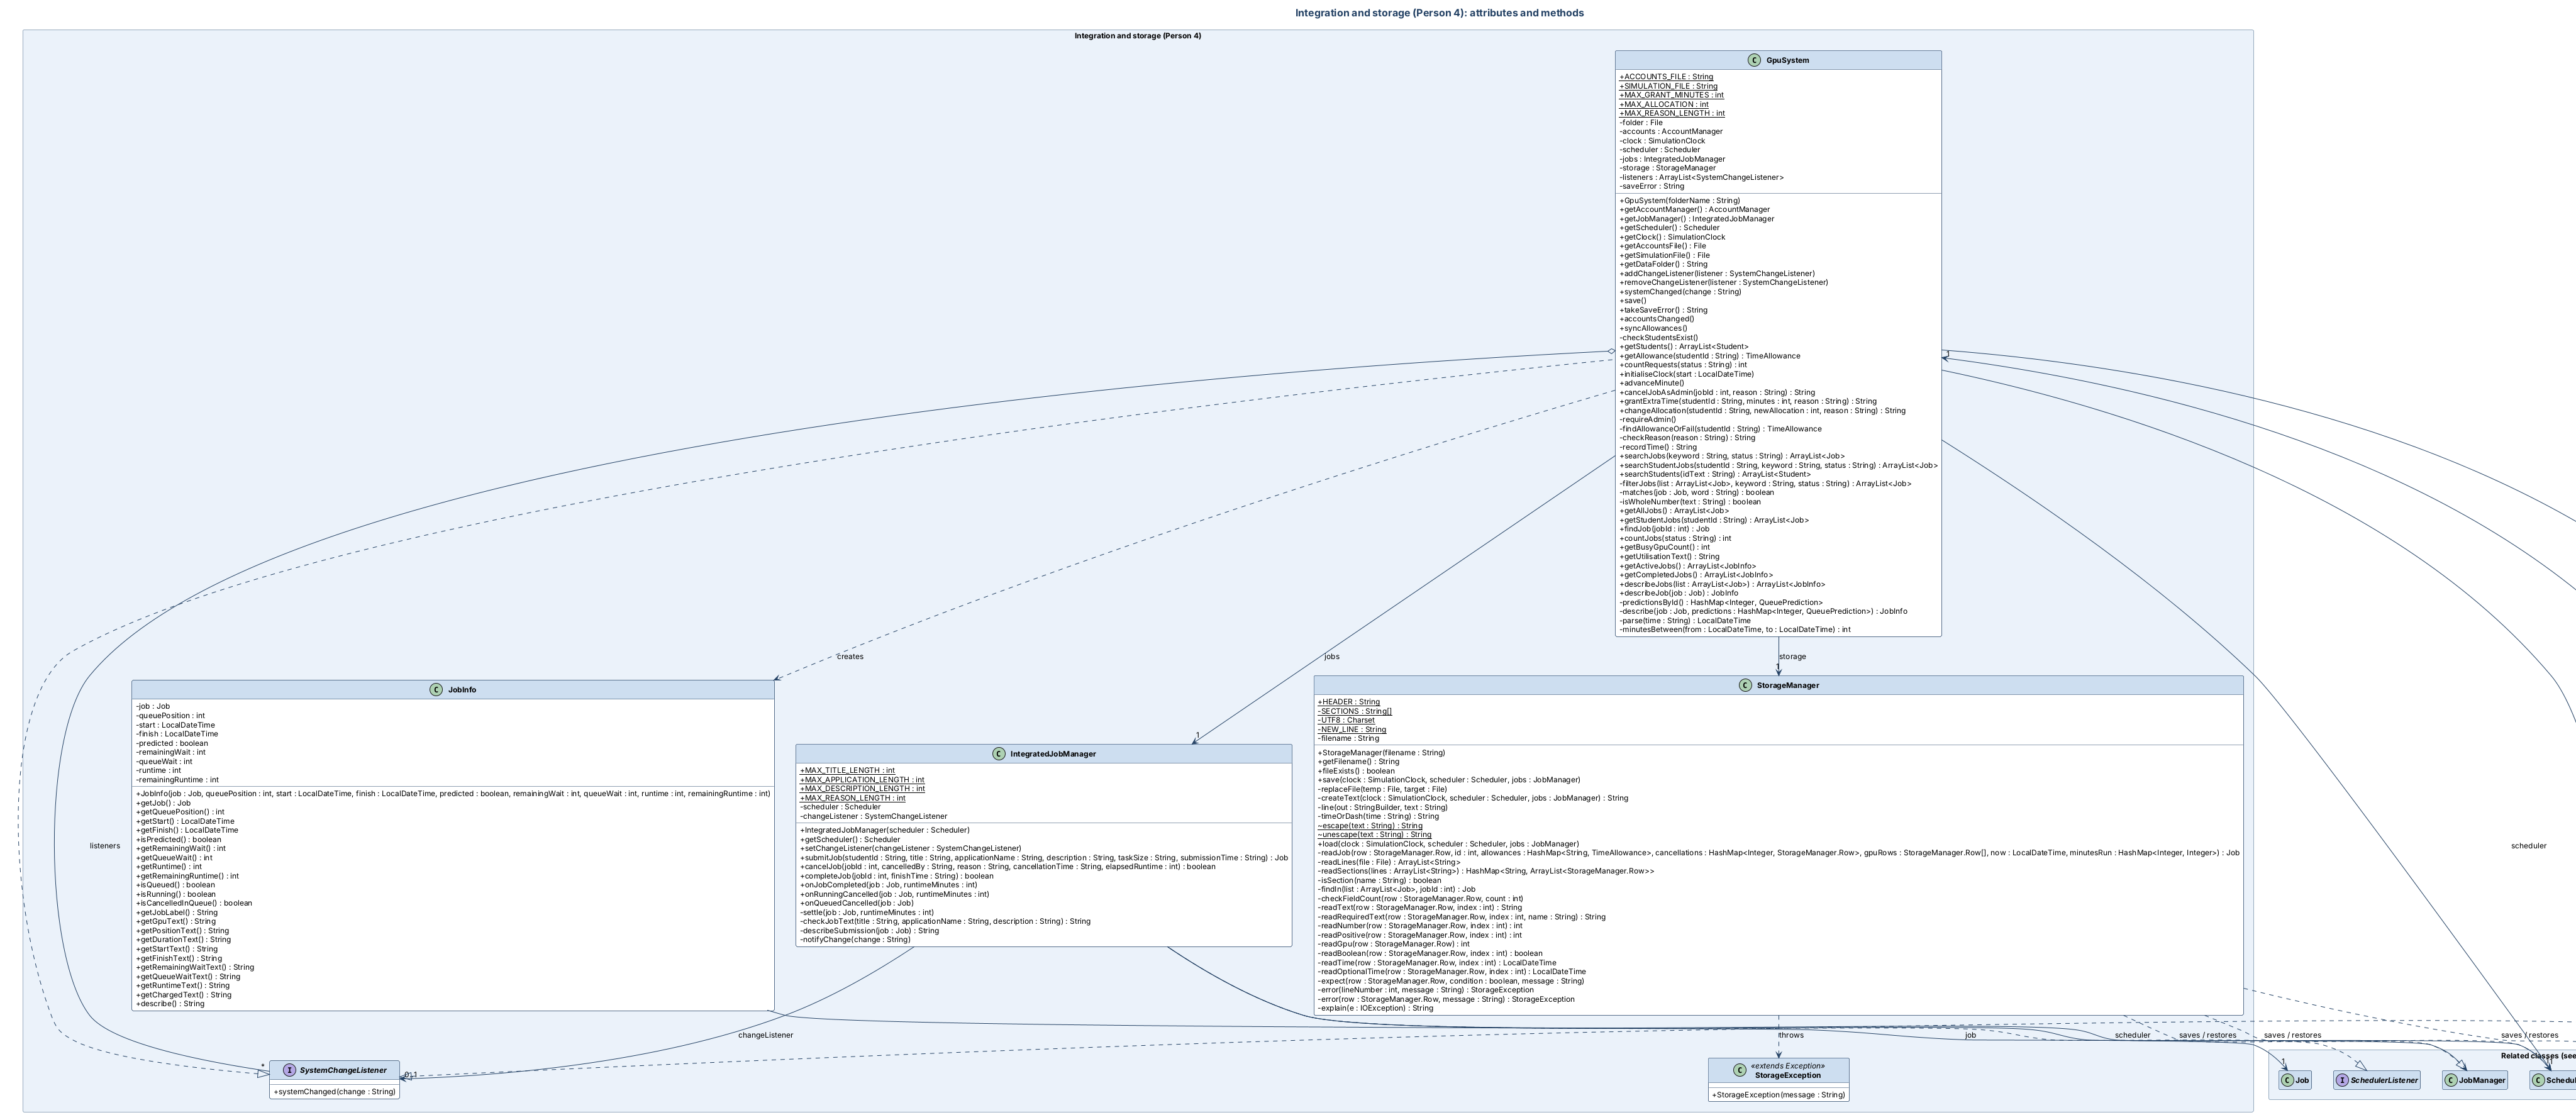 Integration and storage (Person 4): attributes and methods
Integration and storage (Person 4)
C GpuSystem
+ACCOUNTS_FILE : String
+SIMULATION_FILE : String
+MAX_GRANT_MINUTES : int
+MAX_ALLOCATION : int
+MAX_REASON_LENGTH : int
-folder : File
-accounts : AccountManager
-clock : SimulationClock
-scheduler : Scheduler
-jobs : IntegratedJobManager
-storage : StorageManager
-listeners : ArrayList<SystemChangeListener>
-saveError : String
+GpuSystem(folderName : String)
+getAccountManager() : AccountManager
+getJobManager() : IntegratedJobManager
+getScheduler() : Scheduler
+getClock() : SimulationClock
+getAccountsFile() : File
+getSimulationFile() : File
+getDataFolder() : String
+addChangeListener(listener : SystemChangeListener)
+removeChangeListener(listener : SystemChangeListener)
+systemChanged(change : String)
+save()
+takeSaveError() : String
+accountsChanged()
+syncAllowances()
-checkStudentsExist()
+getStudents() : ArrayList<Student>
+getAllowance(studentId : String) : TimeAllowance
+countRequests(status : String) : int
+initialiseClock(start : LocalDateTime)
+advanceMinute()
+cancelJobAsAdmin(jobId : int, reason : String) : String
+grantExtraTime(studentId : String, minutes : int, reason : String) : String
+changeAllocation(studentId : String, newAllocation : int, reason : String) : String
-requireAdmin()
-findAllowanceOrFail(studentId : String) : TimeAllowance
-checkReason(reason : String) : String
-recordTime() : String
+searchJobs(keyword : String, status : String) : ArrayList<Job>
+searchStudentJobs(studentId : String, keyword : String, status : String) : ArrayList<Job>
+searchStudents(idText : String) : ArrayList<Student>
-filterJobs(list : ArrayList<Job>, keyword : String, status : String) : ArrayList<Job>
-matches(job : Job, word : String) : boolean
-isWholeNumber(text : String) : boolean
+getAllJobs() : ArrayList<Job>
+getStudentJobs(studentId : String) : ArrayList<Job>
+findJob(jobId : int) : Job
+countJobs(status : String) : int
+getBusyGpuCount() : int
+getUtilisationText() : String
+getActiveJobs() : ArrayList<JobInfo>
+getCompletedJobs() : ArrayList<JobInfo>
+describeJobs(list : ArrayList<Job>) : ArrayList<JobInfo>
+describeJob(job : Job) : JobInfo
-predictionsById() : HashMap<Integer, QueuePrediction>
-describe(job : Job, predictions : HashMap<Integer, QueuePrediction>) : JobInfo
-parse(time : String) : LocalDateTime
-minutesBetween(from : LocalDateTime, to : LocalDateTime) : int
1
creates
jobs
storage
1
1
C JobInfo
-job : Job
-queuePosition : int
-start : LocalDateTime
-finish : LocalDateTime
-predicted : boolean
-remainingWait : int
-queueWait : int
-runtime : int
-remainingRuntime : int
+JobInfo(job : Job, queuePosition : int, start : LocalDateTime, finish : LocalDateTime, predicted : boolean, remainingWait : int, queueWait : int, runtime : int, remainingRuntime : int)
+getJob() : Job
+getQueuePosition() : int
+getStart() : LocalDateTime
+getFinish() : LocalDateTime
+isPredicted() : boolean
+getRemainingWait() : int
+getQueueWait() : int
+getRuntime() : int
+getRemainingRuntime() : int
+isQueued() : boolean
+isRunning() : boolean
+isCancelledInQueue() : boolean
+getJobLabel() : String
+getGpuText() : String
+getPositionText() : String
+getDurationText() : String
+getStartText() : String
+getFinishText() : String
+getRemainingWaitText() : String
+getQueueWaitText() : String
+getRuntimeText() : String
+getChargedText() : String
+describe() : String
C IntegratedJobManager
+MAX_TITLE_LENGTH : int
+MAX_APPLICATION_LENGTH : int
+MAX_DESCRIPTION_LENGTH : int
+MAX_REASON_LENGTH : int
-scheduler : Scheduler
-changeListener : SystemChangeListener
+IntegratedJobManager(scheduler : Scheduler)
+getScheduler() : Scheduler
+setChangeListener(changeListener : SystemChangeListener)
+submitJob(studentId : String, title : String, applicationName : String, description : String, taskSize : String, submissionTime : String) : Job
+cancelJob(jobId : int, cancelledBy : String, reason : String, cancellationTime : String, elapsedRuntime : int) : boolean
+completeJob(jobId : int, finishTime : String) : boolean
+onJobCompleted(job : Job, runtimeMinutes : int)
+onRunningCancelled(job : Job, runtimeMinutes : int)
+onQueuedCancelled(job : Job)
-settle(job : Job, runtimeMinutes : int)
-checkJobText(title : String, applicationName : String, description : String) : String
-describeSubmission(job : Job) : String
-notifyChange(change : String)
C StorageManager
+HEADER : String
-SECTIONS : String[]
-UTF8 : Charset
-NEW_LINE : String
-filename : String
+StorageManager(filename : String)
+getFilename() : String
+fileExists() : boolean
+save(clock : SimulationClock, scheduler : Scheduler, jobs : JobManager)
-replaceFile(temp : File, target : File)
-createText(clock : SimulationClock, scheduler : Scheduler, jobs : JobManager) : String
-line(out : StringBuilder, text : String)
-timeOrDash(time : String) : String
~escape(text : String) : String
~unescape(text : String) : String
+load(clock : SimulationClock, scheduler : Scheduler, jobs : JobManager)
-readJob(row : StorageManager.Row, id : int, allowances : HashMap<String, TimeAllowance>, cancellations : HashMap<Integer, StorageManager.Row>, gpuRows : StorageManager.Row[], now : LocalDateTime, minutesRun : HashMap<Integer, Integer>) : Job
-readLines(file : File) : ArrayList<String>
-readSections(lines : ArrayList<String>) : HashMap<String, ArrayList<StorageManager.Row>>
-isSection(name : String) : boolean
-findIn(list : ArrayList<Job>, jobId : int) : Job
-checkFieldCount(row : StorageManager.Row, count : int)
-readText(row : StorageManager.Row, index : int) : String
-readRequiredText(row : StorageManager.Row, index : int, name : String) : String
-readNumber(row : StorageManager.Row, index : int) : int
-readPositive(row : StorageManager.Row, index : int) : int
-readGpu(row : StorageManager.Row) : int
-readBoolean(row : StorageManager.Row, index : int) : boolean
-readTime(row : StorageManager.Row, index : int) : LocalDateTime
-readOptionalTime(row : StorageManager.Row, index : int) : LocalDateTime
-expect(row : StorageManager.Row, condition : boolean, message : String)
-error(lineNumber : int, message : String) : StorageException
-error(row : StorageManager.Row, message : String) : StorageException
-explain(e : IOException) : String
listeners
scheduler
changeListener
throws
job
scheduler
saves / restores
saves / restores
saves / restores
*
0..1
I SystemChangeListener
+systemChanged(change : String)
C «extends Exception»
StorageException
+StorageException(message : String)
Related classes (see
1
C Job
I SchedulerListener
C JobManager
C